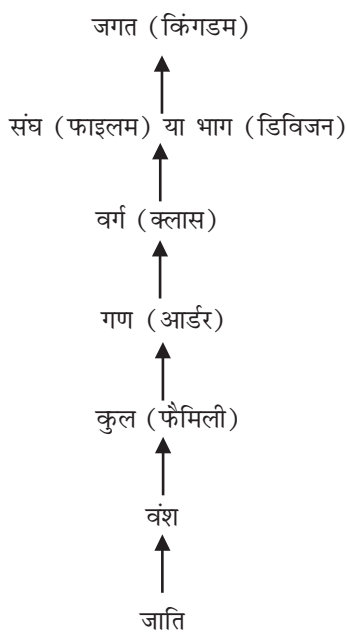 जगत (किंगडम)
संघ (फाइलम) या भाग (डिविजन)
वर्ग (क्लास)
गण (आर्डर)
कुल (फैमिली)
वंश
जाति